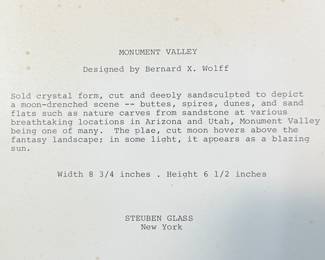 MONUMENT VALLEY
Designed by Bernard X. Wolff
Sold crystal form, cut and deeply sandsculpted to depict
a moon-drenched scene -- buttes, spires, dunes, and sand
flats such as nature carves from sandstone at various
breathtaking locations in Arizona and Utah, Monument Valley
being one of many. The plae, cut moon hovers above the
fantasy landscape; in some light, it appears as a blazing
sun.
Width 8 3/4 inches . Height 6 1/2 inches
STEUBEN GLASS
New York